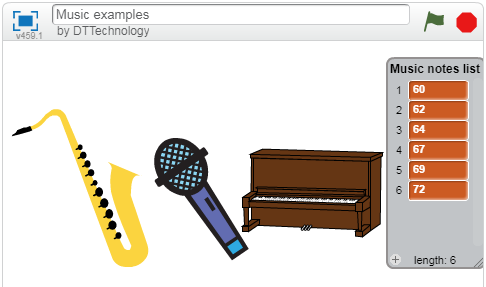 Music examples
by DTTechnology
v459.1
Music notes list
1 60
2 62
3 64
4 67
5 69
6 72
+ length: 6